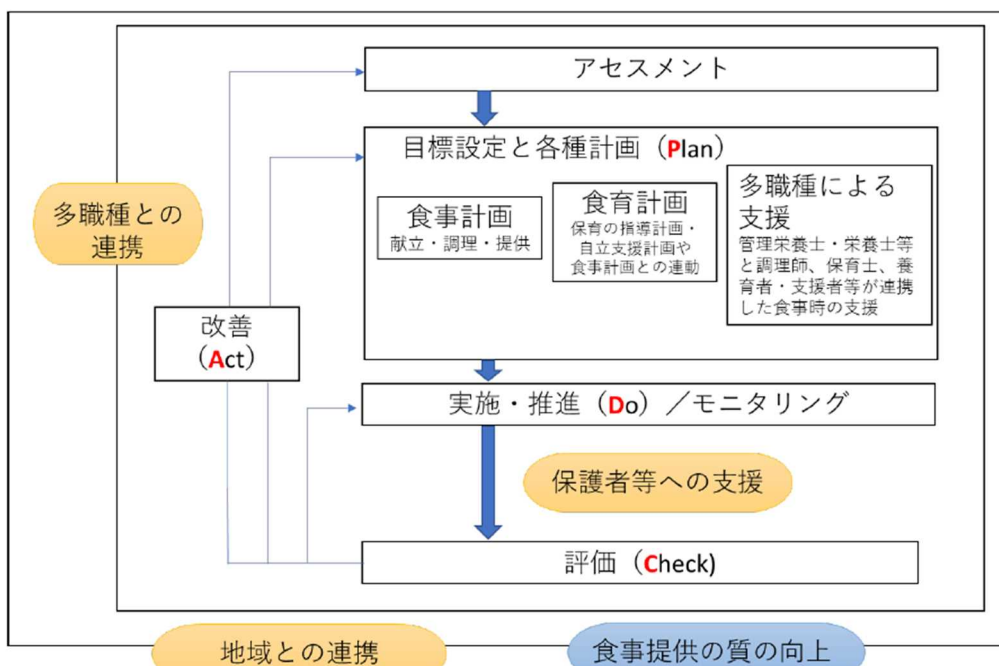 アセスメント
目標設定と各種計画（Plan）
食事計画
献立・調理・提供
食育計画
保育の指導計画・
自立支援計画や
食事計画との連動
多職種による
支援
管理栄養士・栄養士等
と調理師、保育士、養
育者・支援者等が連携
した食事時の支援
多職種との
連携
改善
(Act)
実施・推進（Do）／モニタリング
保護者等への支援
評価（Check)
地域との連携
食事提供の質の向上